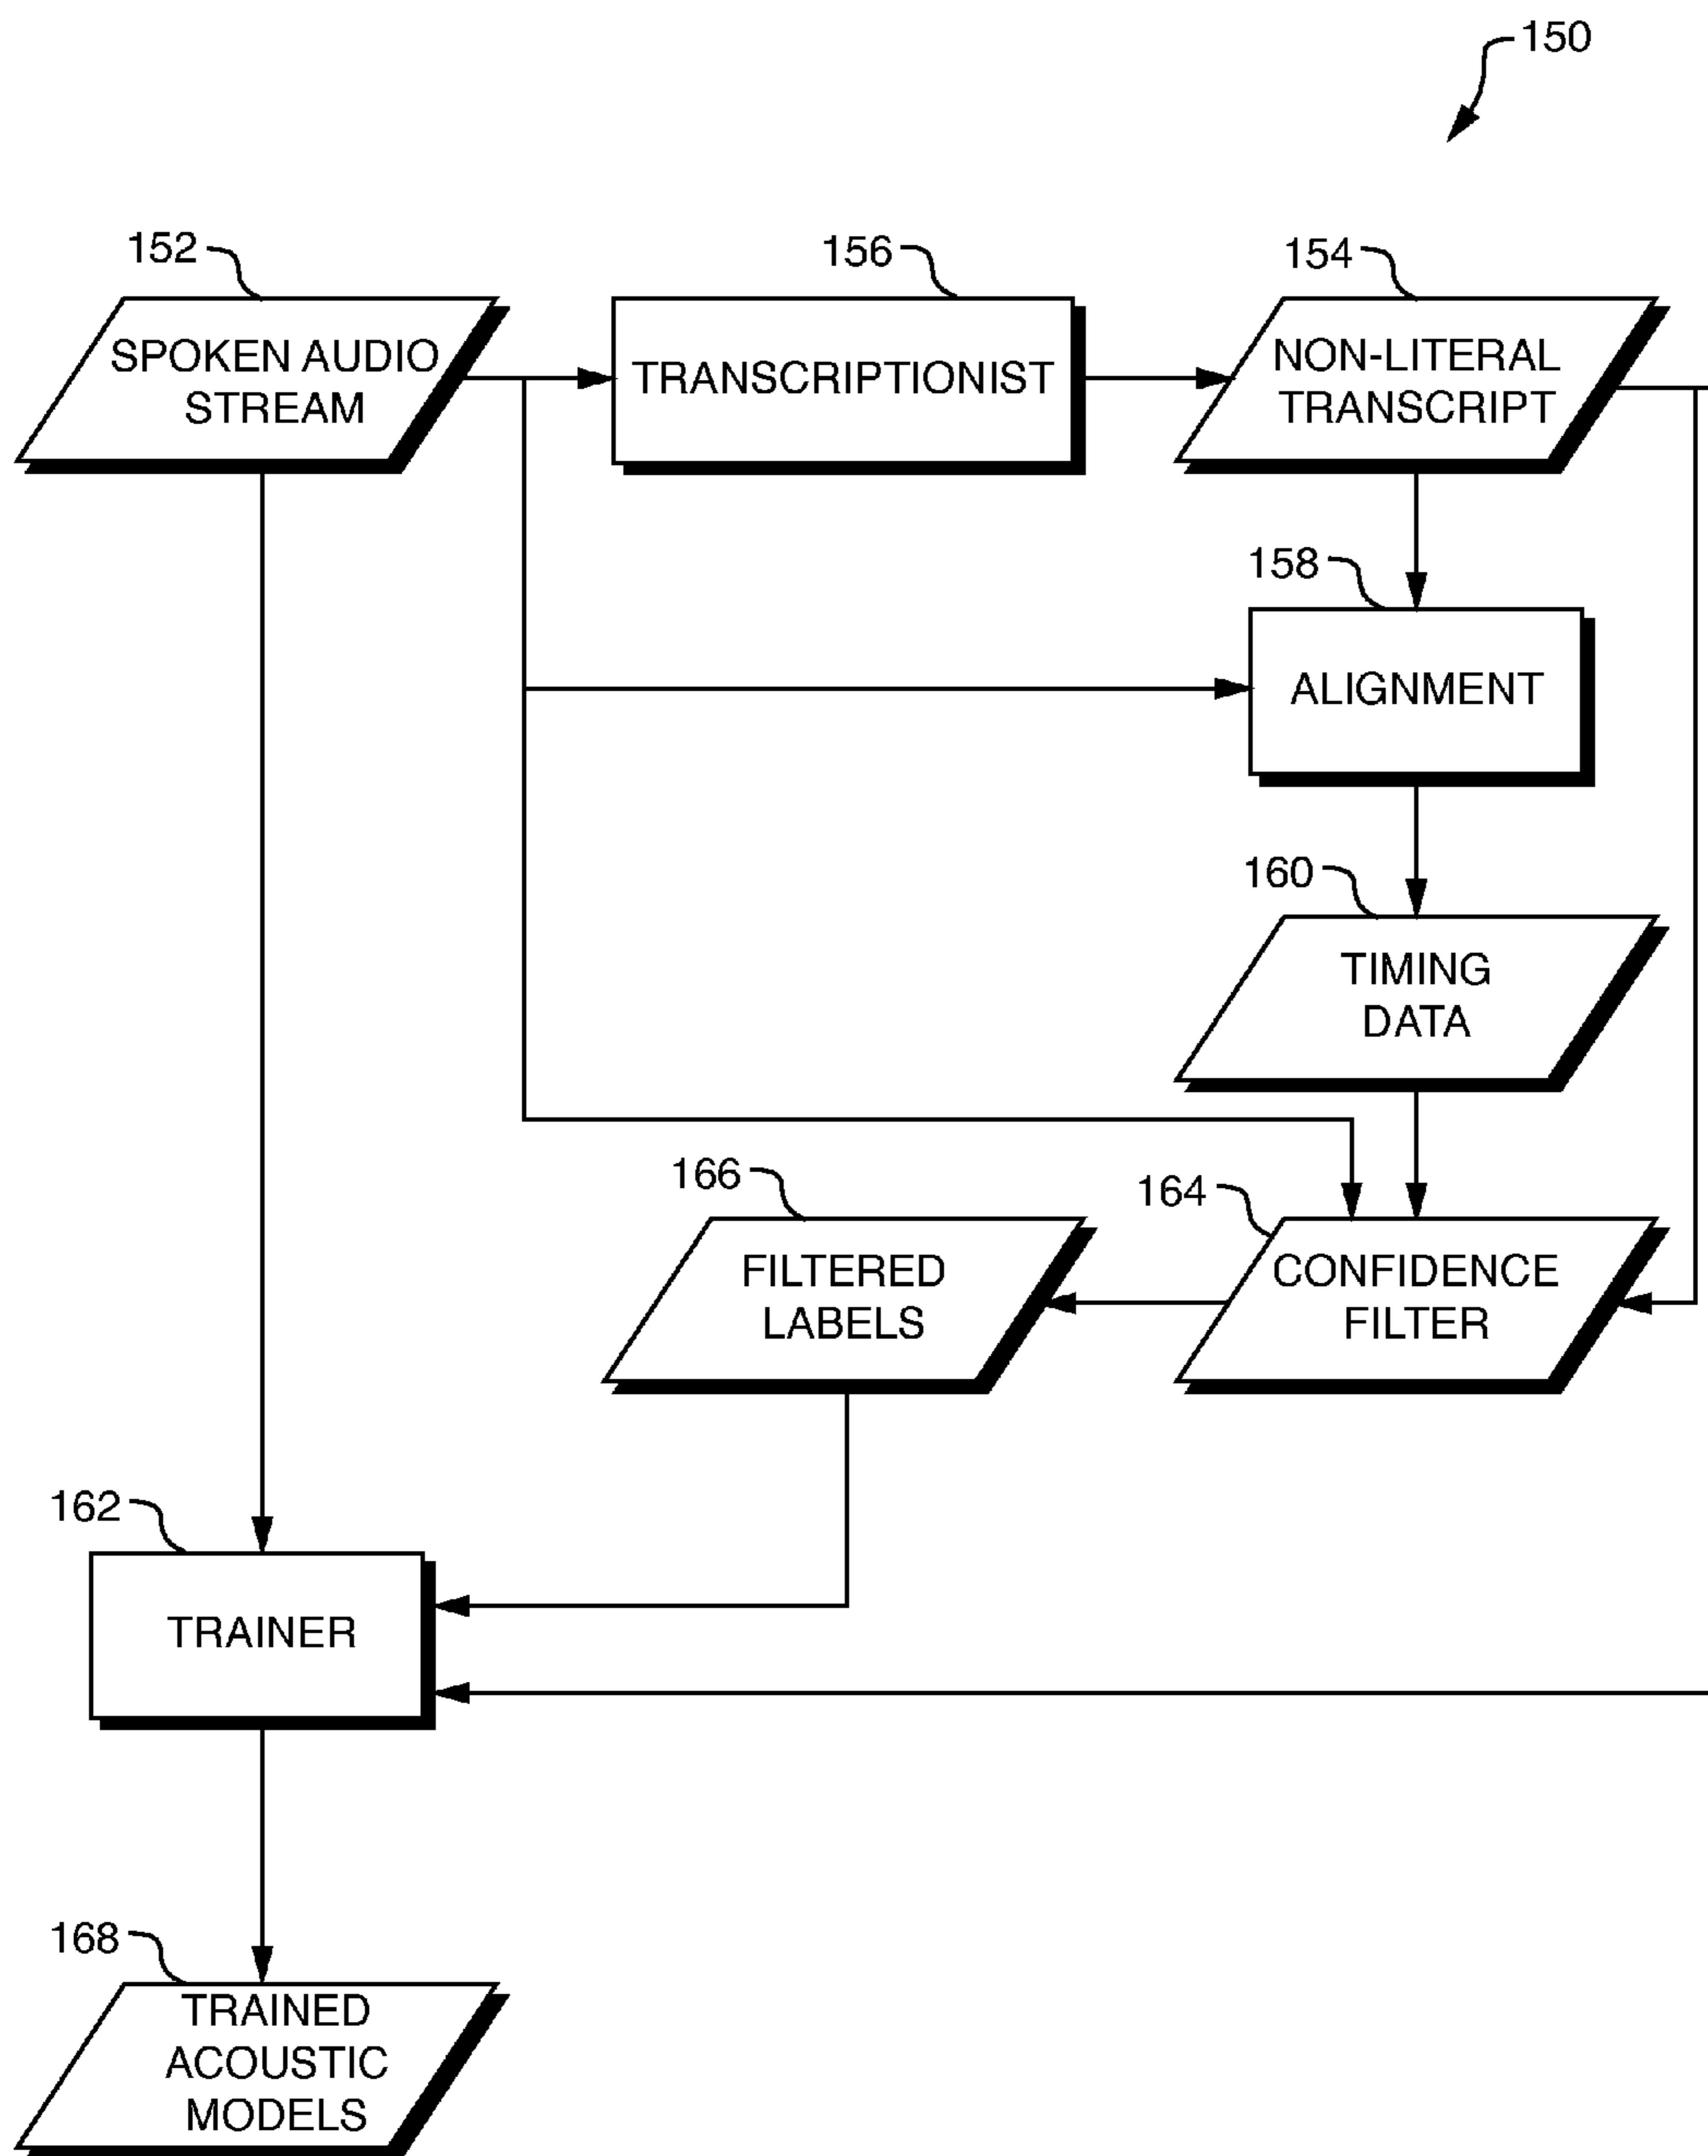 150
152
156
154
SPOKEN AUDIO
STREAM
TRANSCRIPTIONIST
NON-LITERAL
TRANSCRIPT
158
ALIGNMENT
160
TIMING
DATA
166
164
FILTERED
LABELS
CONFIDENCE
FILTER
162
TRAINER
168
TRAINED
ACOUSTIC
MODELS